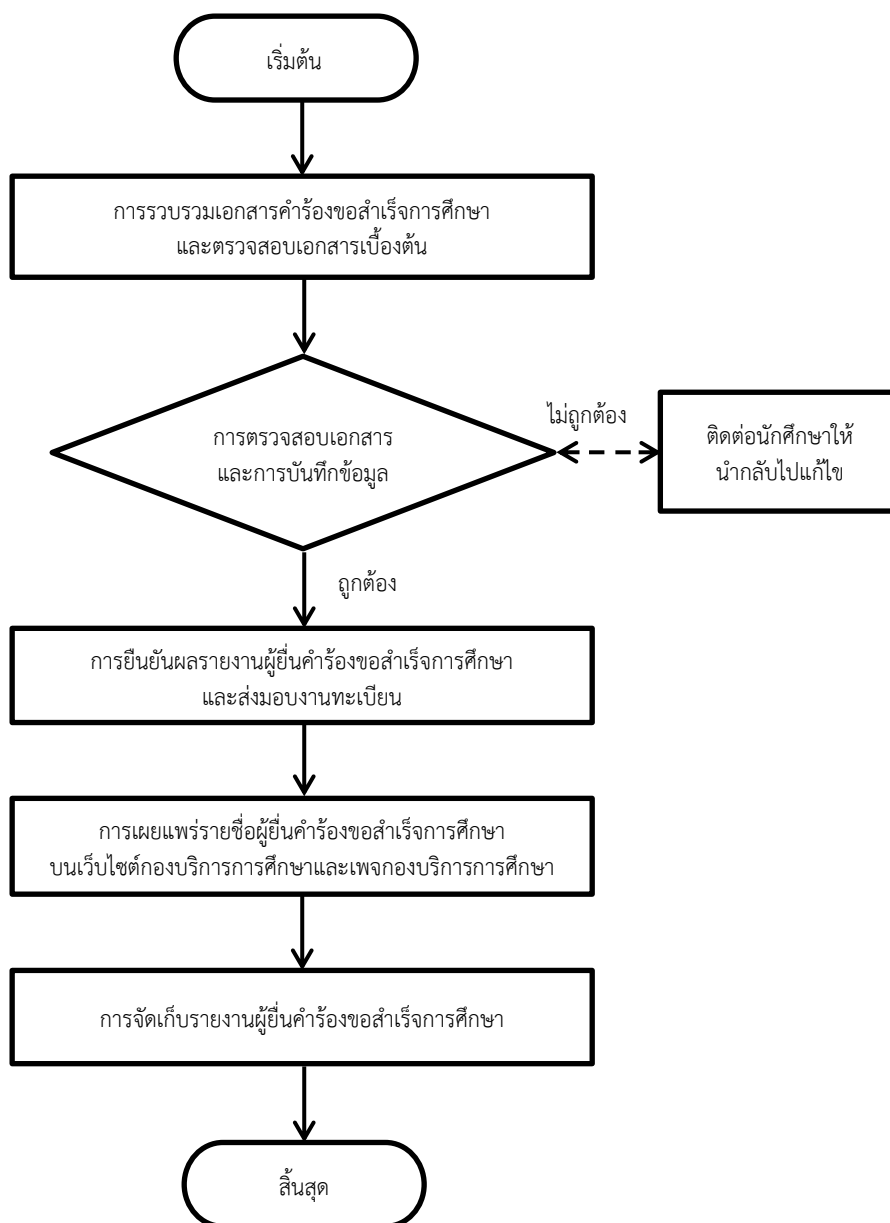 เริ่มต้น
การรวบรวมเอกสารคำร้องขอสำเร็จการศึกษา
และตรวจสอบเอกสารเบื้องต้น
การตรวจสอบเอกสาร
และการบันทึกข้อมูล
ไม่ถูกต้อง
ติดต่อนักศึกษาให้
นำกลับไปแก้ไข
ถูกต้อง
การยืนยันผลรายงานผู้ยื่นคำร้องขอสำเร็จการศึกษา
และส่งมอบงานทะเบียน
การเผยแพร่รายชื่อผู้ยื่นคำร้องขอสำเร็จการศึกษา
บนเว็บไซต์กองบริการการศึกษาและเพจกองบริการการศึกษา
การจัดเก็บรายงานผู้ยื่นคำร้องขอสำเร็จการศึกษา
สิ้นสุด